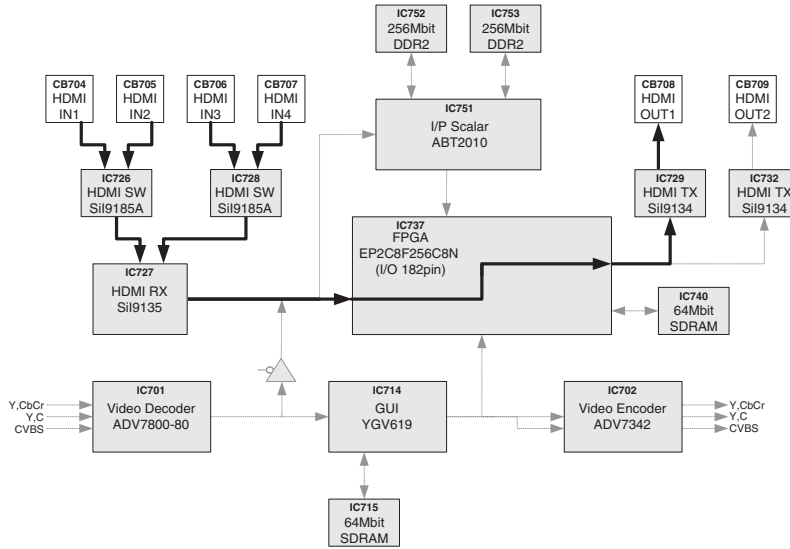 IC752
256Mbit
DDR2
IC753
256Mbit
DDR2
CB704
HDMI
IN1
CB705
HDMI
IN2
CB706
HDMI
IN3
CB707
HDMI
IN4
IC751
I/P Scalar
ABT2010
CB708
HDMI
OUT1
CB709
HDMI
OUT2
IC726
HDMI SW
SiI9185A
IC728
HDMI SW
SiI9185A
IC729
HDMI TX
SiI9134
IC732
HDMI TX
SiI9134
IC737
FPGA
EP2C8F256C8N
(I/O 182pin)
IC727
HDMI RX
SiI9135
IC740
64Mbit
SDRAM
Y,CbCr
Y,C
CVBS
IC701
Video Decoder
ADV7800-80
IC714
GUI
YGV619
IC702
Video Encoder
ADV7342
Y,CbCr
Y,C
CVBS
IC715
64Mbit
SDRAM